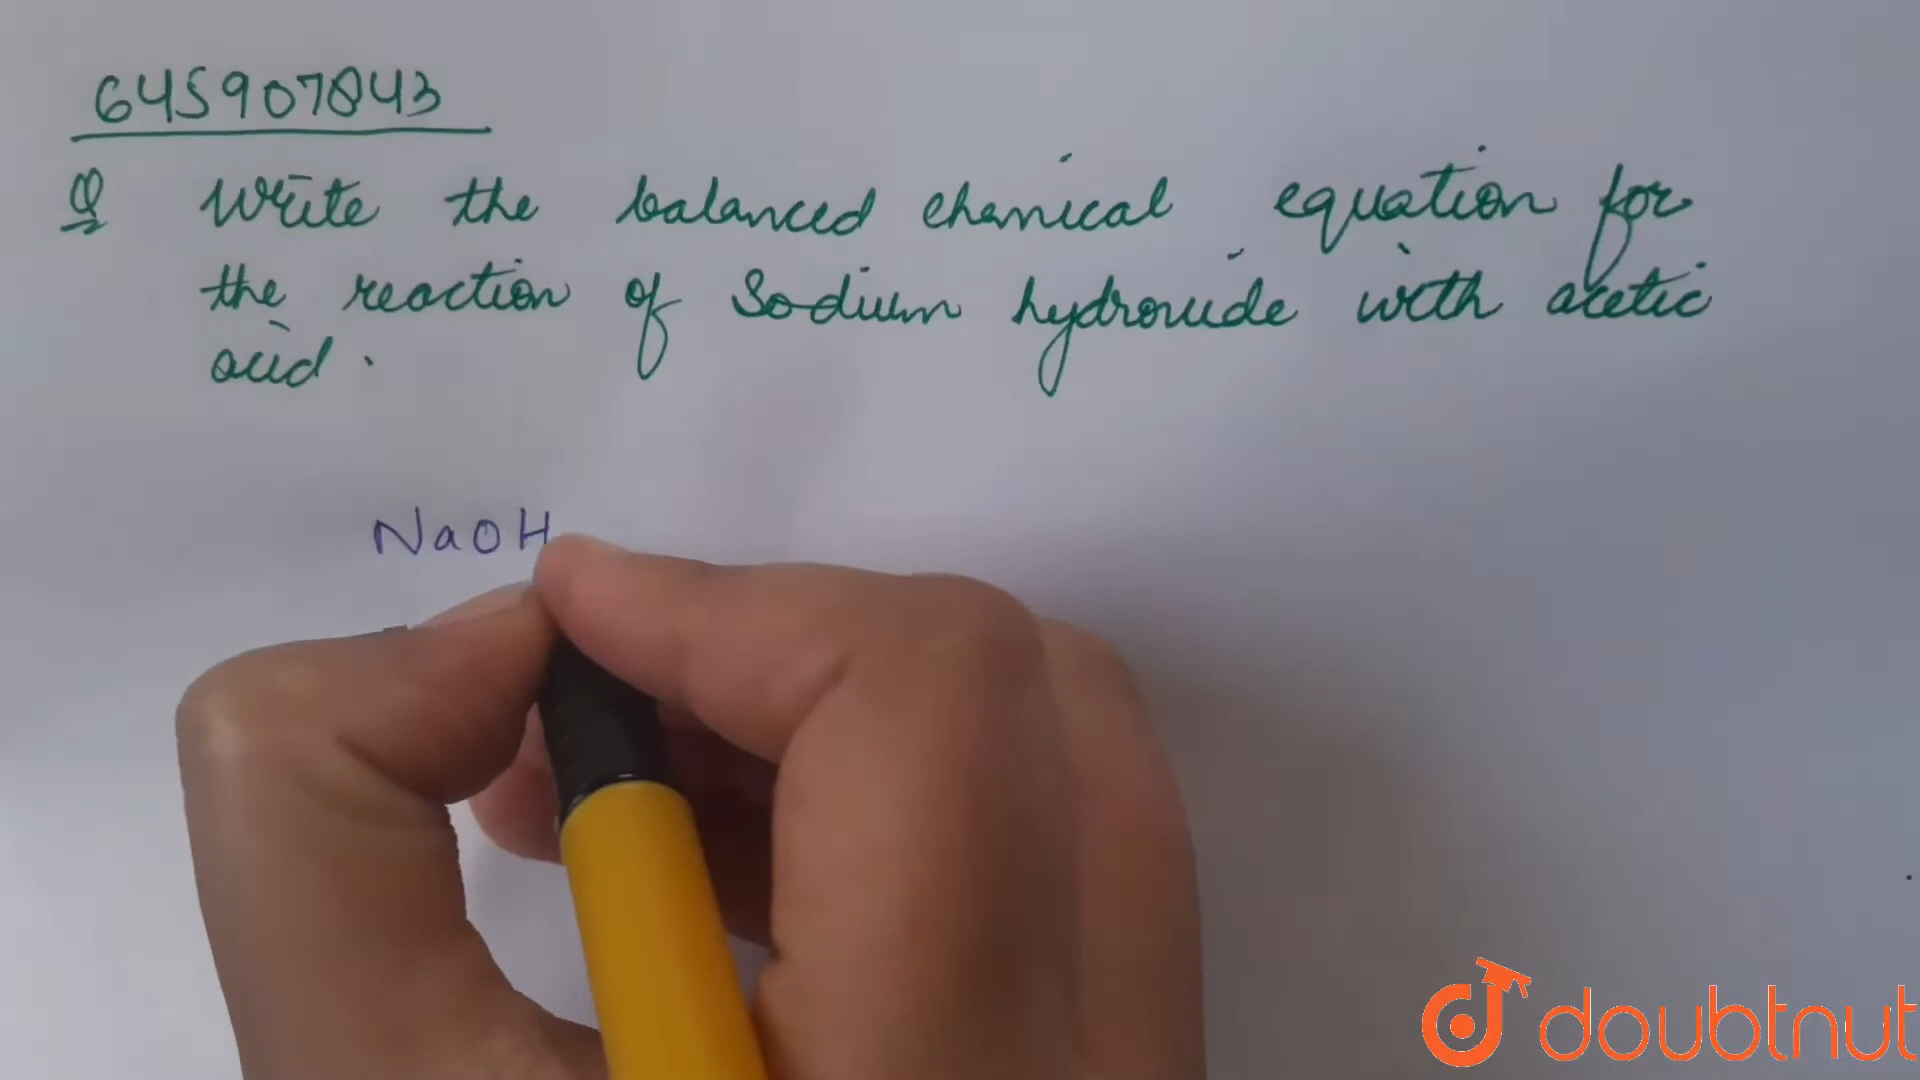 645907843
Q Write the balanced chemical equation for
the reaction of Sodium hydroxide with acetic
acid.
NaOH
doubtnut